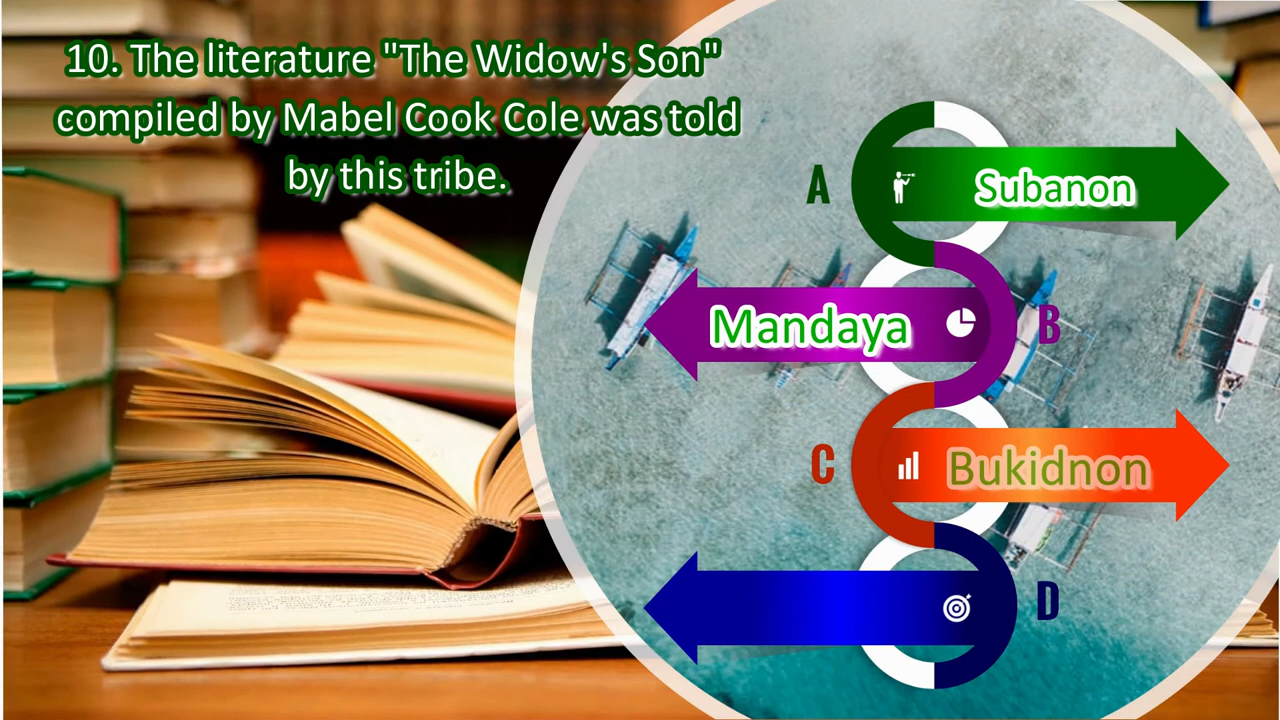 10. The literature "The Widow's Son"
compiled by Mabel Cook Cole was told
by this tribe.
A
Subanon
Mandaya
B
C
Bukidnon
D